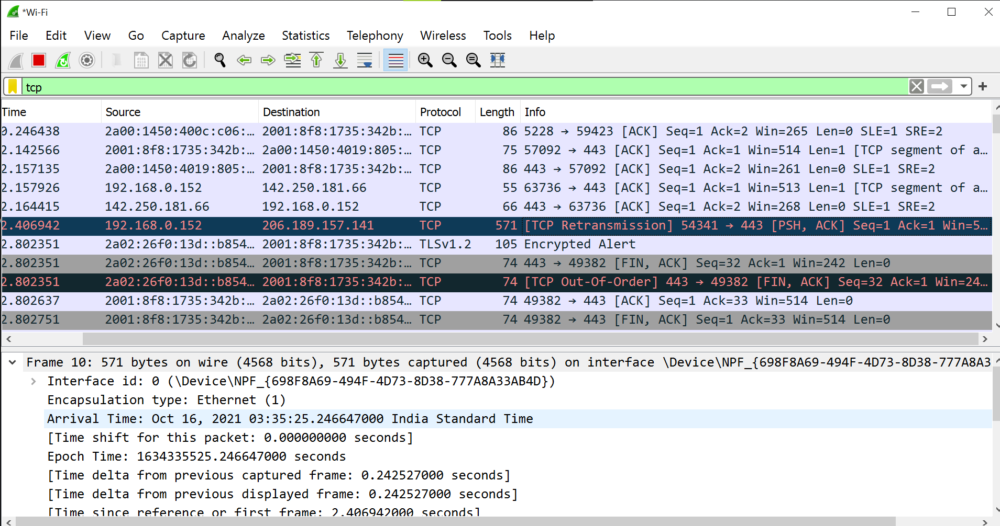 *Wi-Fi
File Edit View Go Capture Analyze Statistics Telephony Wireless Tools Help
tcp
Time Source Destination Protocol Length Info
0.246438 2a00:1450:400c:c06:… 2001:8f8:1735:342b:… TCP 86 5228 → 59423 [ACK] Seq=1 Ack=2 Win=265 Len=0 SLE=1 SRE=2
2.142566 2001:8f8:1735:342b:… 2a00:1450:4019:805:… TCP 75 57092 → 443 [ACK] Seq=1 Ack=1 Win=514 Len=1 [TCP segment of a…
2.157135 2a00:1450:4019:805:… 2001:8f8:1735:342b:… TCP 86 443 → 57092 [ACK] Seq=1 Ack=2 Win=261 Len=0 SLE=1 SRE=2
2.157926 192.168.0.152 142.250.181.66 TCP 55 63736 → 443 [ACK] Seq=1 Ack=1 Win=513 Len=1 [TCP segment of a…
2.164415 142.250.181.66 192.168.0.152 TCP 66 443 → 63736 [ACK] Seq=1 Ack=2 Win=268 Len=0 SLE=1 SRE=2
2.406942 192.168.0.152 206.189.157.141 TCP 571 [TCP Retransmission] 54341 → 443 [PSH, ACK] Seq=1 Ack=1 Win=5…
2.802351 2a02:26f0:13d::b854… 2001:8f8:1735:342b:… TLSv1.2 105 Encrypted Alert
2.802351 2a02:26f0:13d::b854… 2001:8f8:1735:342b:… TCP 74 443 → 49382 [FIN, ACK] Seq=32 Ack=1 Win=242 Len=0
2.802351 2a02:26f0:13d::b854… 2001:8f8:1735:342b:… TCP 74 [TCP Out-Of-Order] 443 → 49382 [FIN, ACK] Seq=32 Ack=1 Win=24…
2.802637 2001:8f8:1735:342b:… 2a02:26f0:13d::b854… TCP 74 49382 → 443 [ACK] Seq=1 Ack=33 Win=514 Len=0
2.802751 2001:8f8:1735:342b:… 2a02:26f0:13d::b854… TCP 74 49382 → 443 [FIN, ACK] Seq=1 Ack=33 Win=514 Len=0
Frame 10: 571 bytes on wire (4568 bits), 571 bytes captured (4568 bits) on interface \Device\NPF_{698F8A69-494F-4D73-8D38-777A8A3
Interface id: 0 (\Device\NPF_{698F8A69-494F-4D73-8D38-777A8A33AB4D})
Encapsulation type: Ethernet (1)
Arrival Time: Oct 16, 2021 03:35:25.246647000 India Standard Time
[Time shift for this packet: 0.000000000 seconds]
Epoch Time: 1634335525.246647000 seconds
[Time delta from previous captured frame: 0.242527000 seconds]
[Time delta from previous displayed frame: 0.242527000 seconds]
[Time since reference or first frame: 2.406942000 seconds]